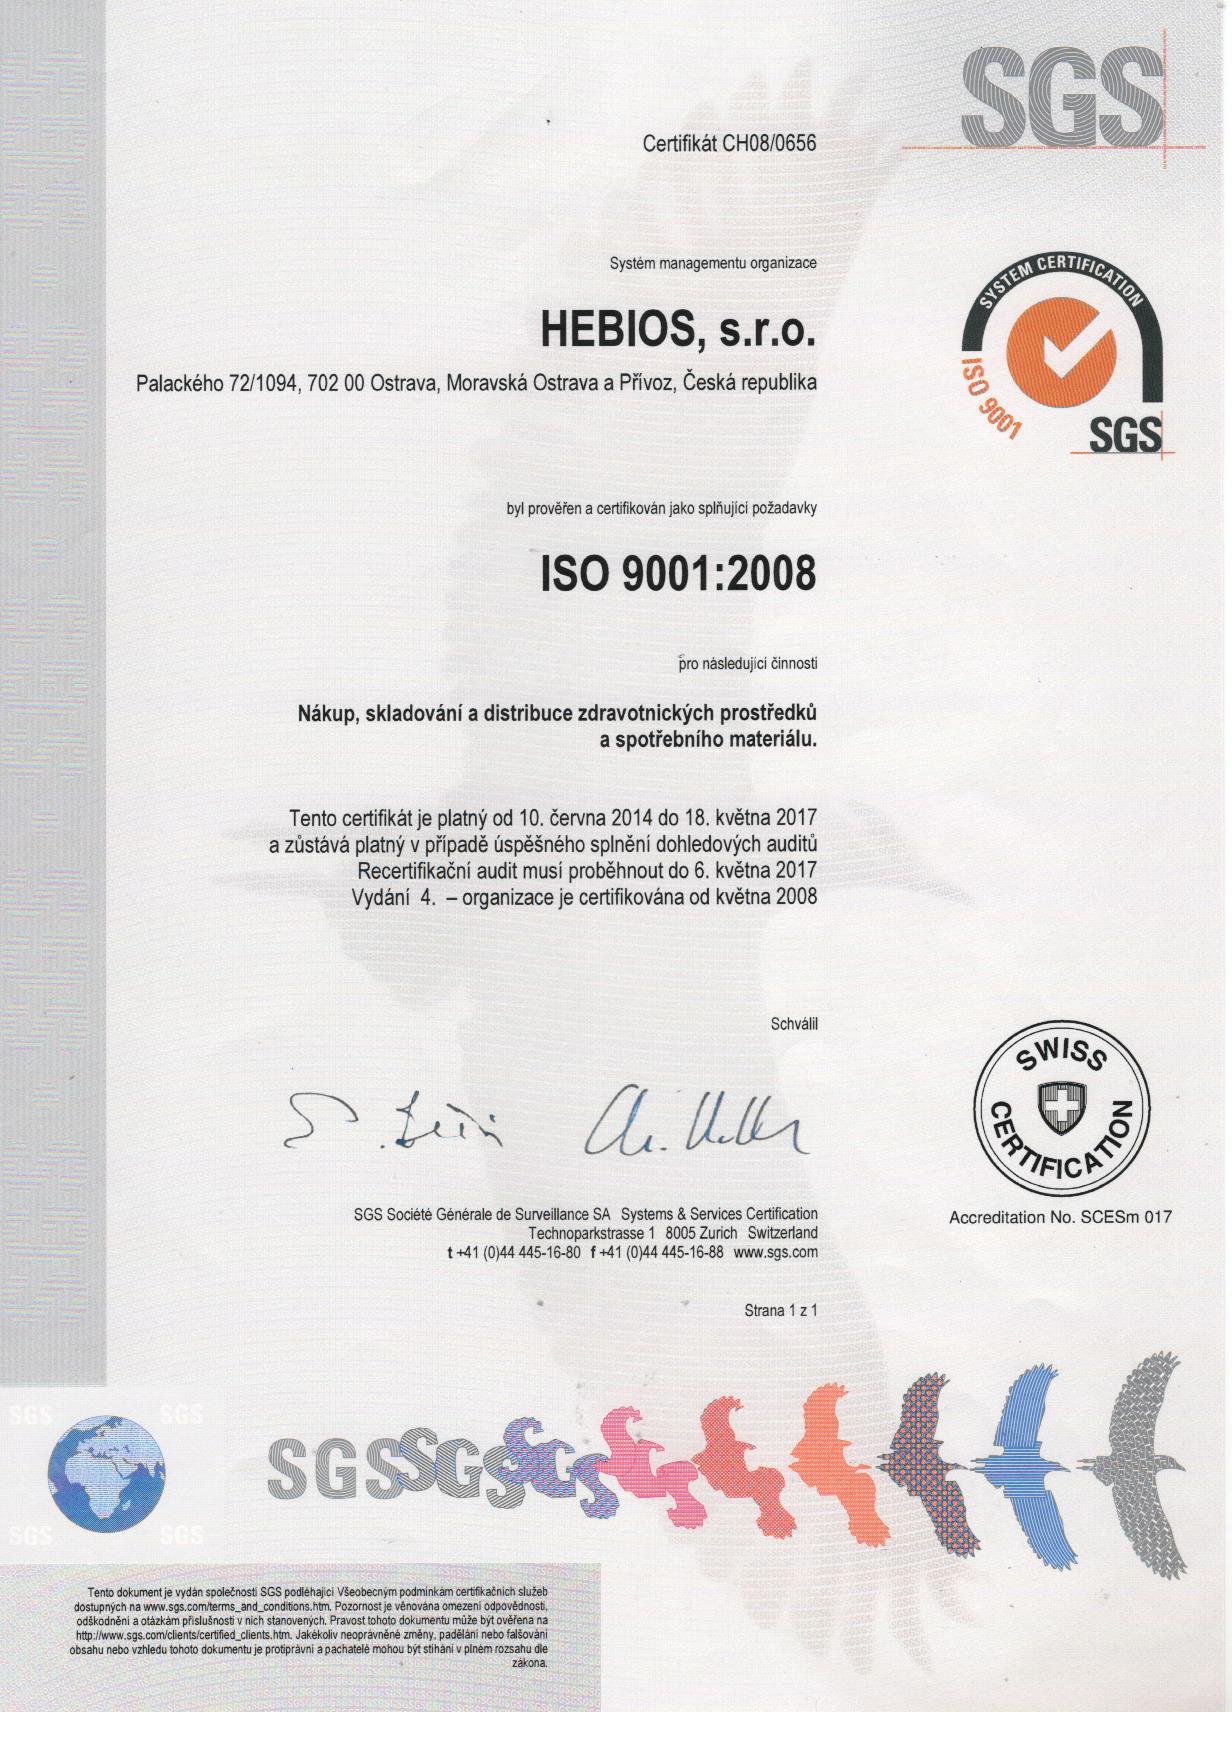 SGS
Certifikát CH08/0656
Systém managementu organizace
HEBIOS, s.r.o.
Palackého 72/1094, 702 00 Ostrava, Moravská Ostrava a Přívoz, Česká republika
SYSTEM CERTIFICATION
ISO 9001
SGS
byl prověřen a certifikován jako splňující požadavky
ISO 9001:2008
pro následující činnosti
Nákup, skladování a distribuce zdravotnických prostředků
a spotřebního materiálu.
Tento certifikát je platný od 10. června 2014 do 18. května 2017
a zůstává platný v případě úspěšného splnění dohledových auditů
Recertifikační audit musí proběhnout do 6. května 2017
Vydání 4. – organizace je certifikována od května 2008
Schválil
SWISS
CERTIFICATION
Accreditation No. SCESm 017
SGS Société Générale de Surveillance SA Systems & Services Certification
Technoparkstrasse 1 8005 Zurich Switzerland
t +41 (0)44 445-16-80 f +41 (0)44 445-16-88 www.sgs.com
Strana 1 z 1
SGS SGS
SGS SGS
SGS SGS SGS
Tento dokument je vydán společností SGS podléhající Všeobecným podmínkám certifikačních služeb
dostupných na www.sgs.com/terms_and_conditions.htm. Pozornost je věnována omezení odpovědnosti,
odškodnění a otázkám příslušnosti v nich stanovených. Pravost tohoto dokumentu může být ověřena na
http://www.sgs.com/clients/certified_clients.htm. Jakékoliv neoprávněné změny, padělání nebo falšování
obsahu nebo vzhledu tohoto dokumentu je protiprávní a pachatelé mohou být stíháni v plném rozsahu dle
zákona.